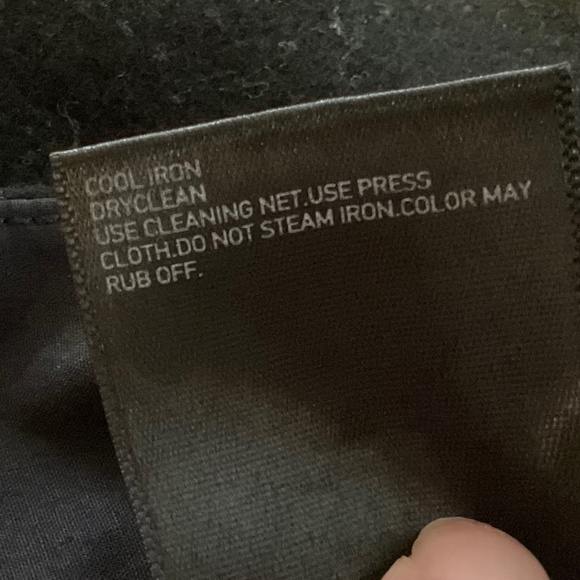 COOL IRON
DRYCLEAN
USE CLEANING NET.USE PRESS
CLOTH.DO NOT STEAM IRON.COLOR MAY
RUB OFF.